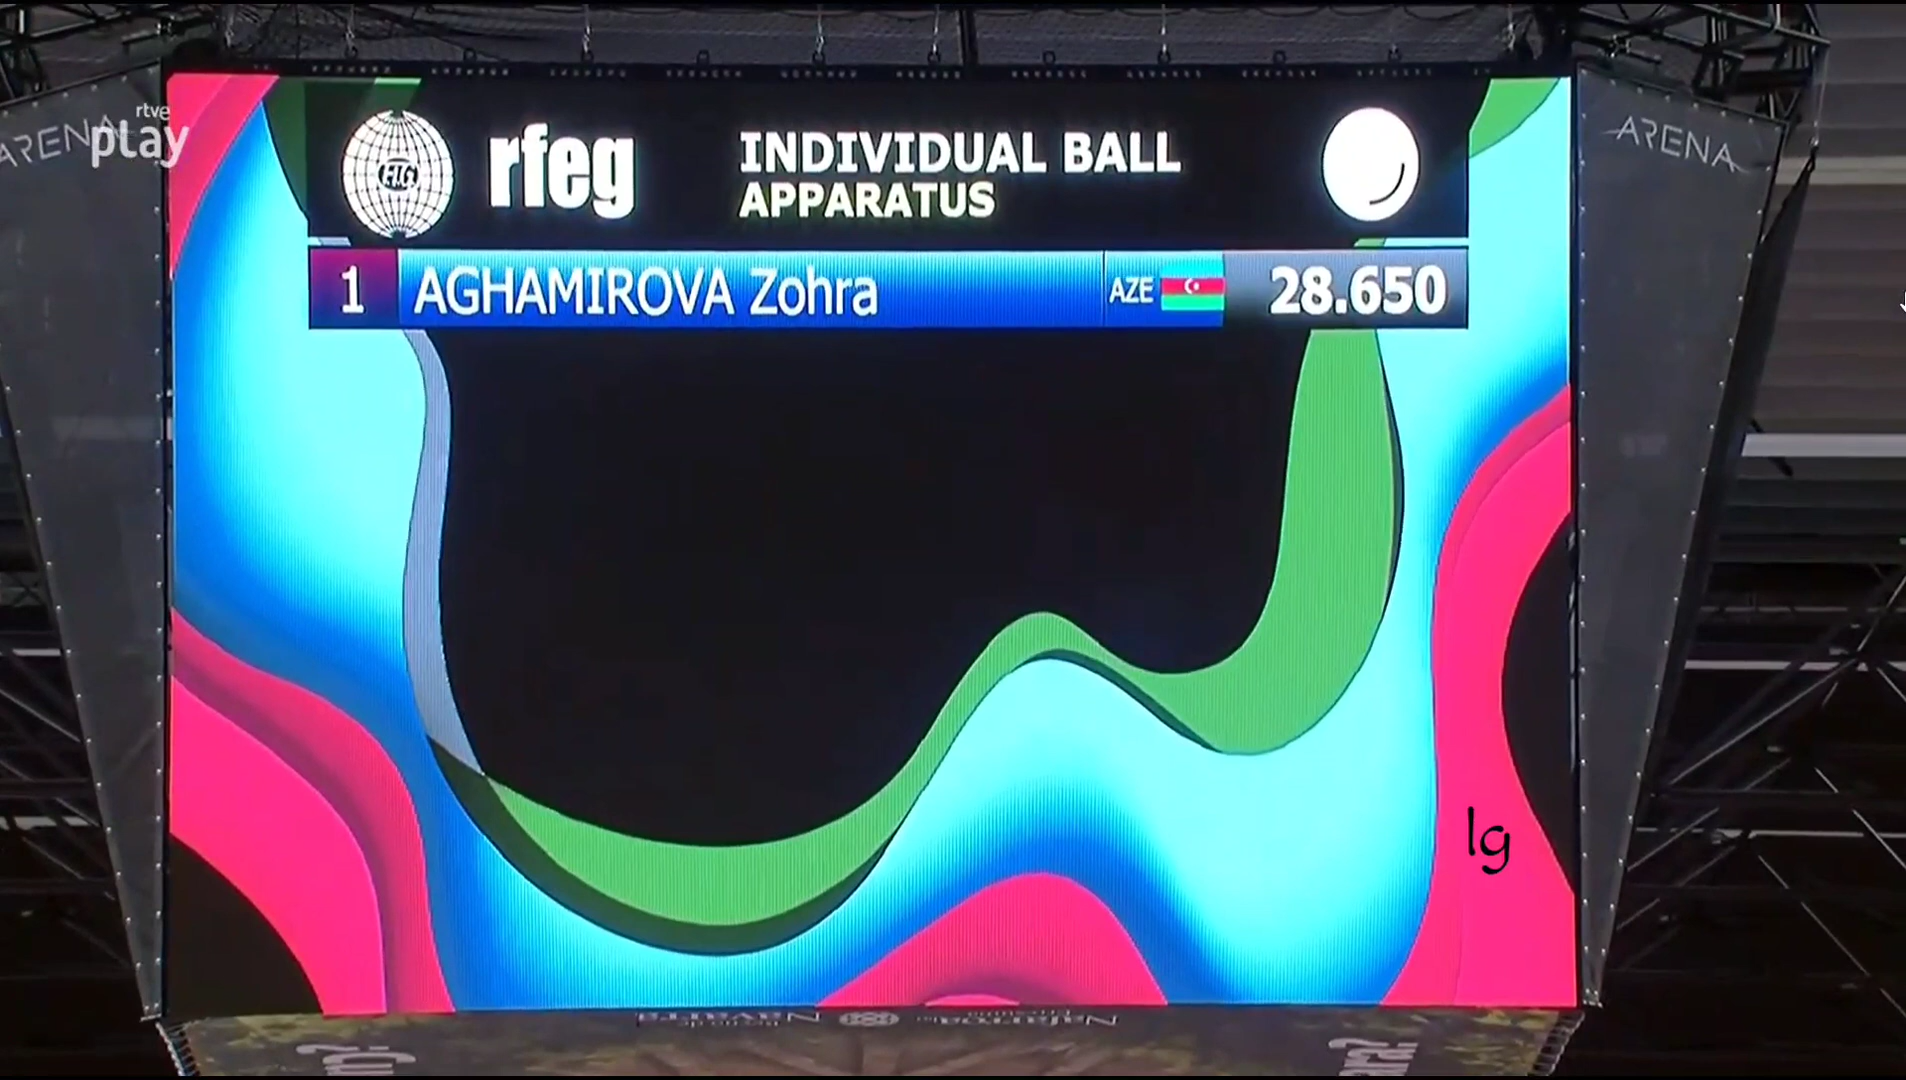 rtve
play
ARENA
ARENA
FIG
rfeg
INDIVIDUAL BALL
APPARATUS
1 AGHAMIROVA Zohra AZE 28.650
lg